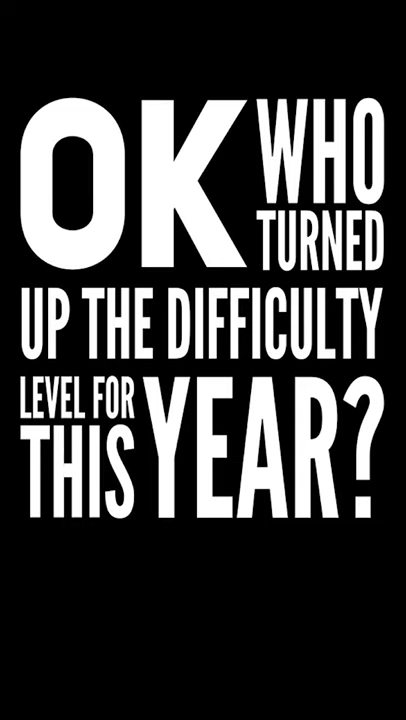 OK WHO
TURNED
UP THE DIFFICULTY
LEVEL FOR
THIS YEAR?